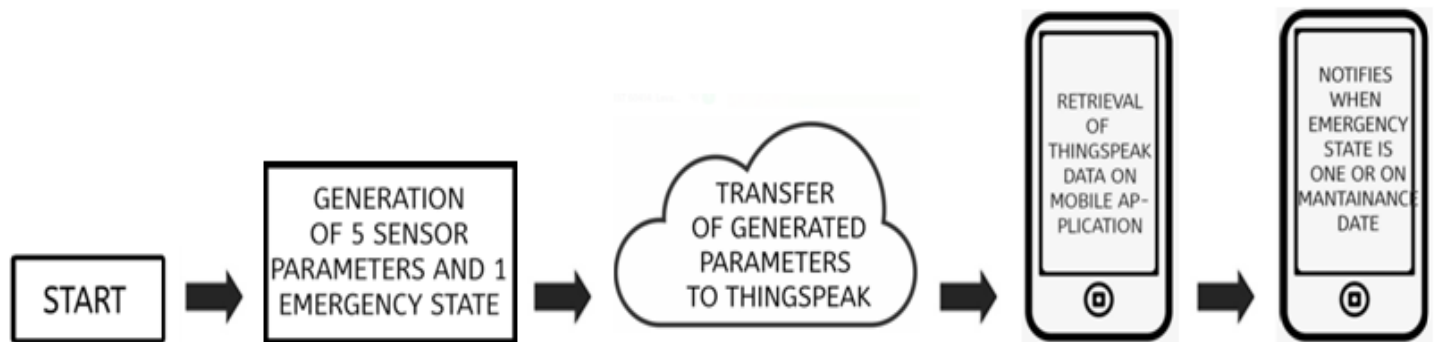 START
GENERATION
OF 5 SENSOR
PARAMETERS AND 1
EMERGENCY STATE
TRANSFER
OF GENERATED
PARAMETERS
TO THINGSPEAK
RETRIEVAL
OF
THINGSPEAK
DATA ON
MOBILE AP-
PLICATION
NOTIFIES
WHEN
EMERGENCY
STATE IS
ONE OR ON
MANTAINANCE
DATE